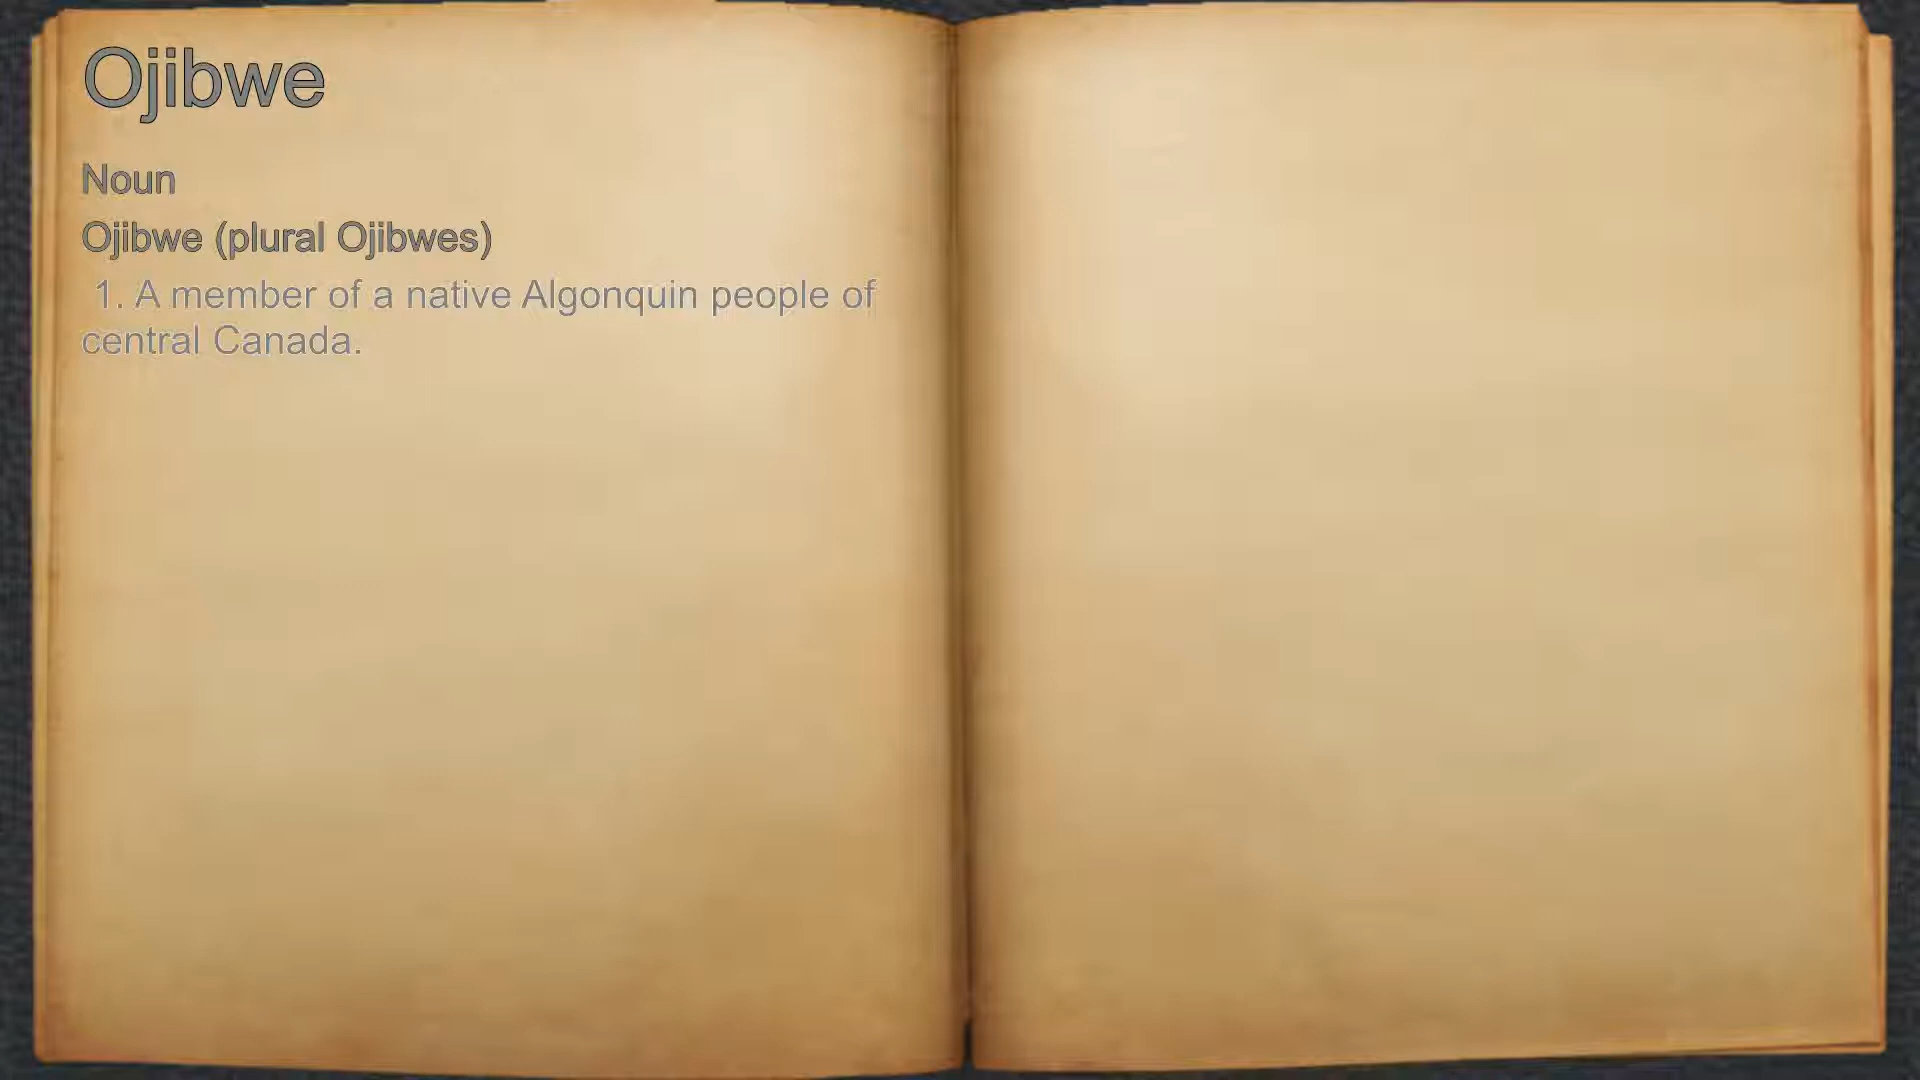 Ojibwe
Noun
Ojibwe (plural Ojibwes)
1. A member of a native Algonquin people of
central Canada.